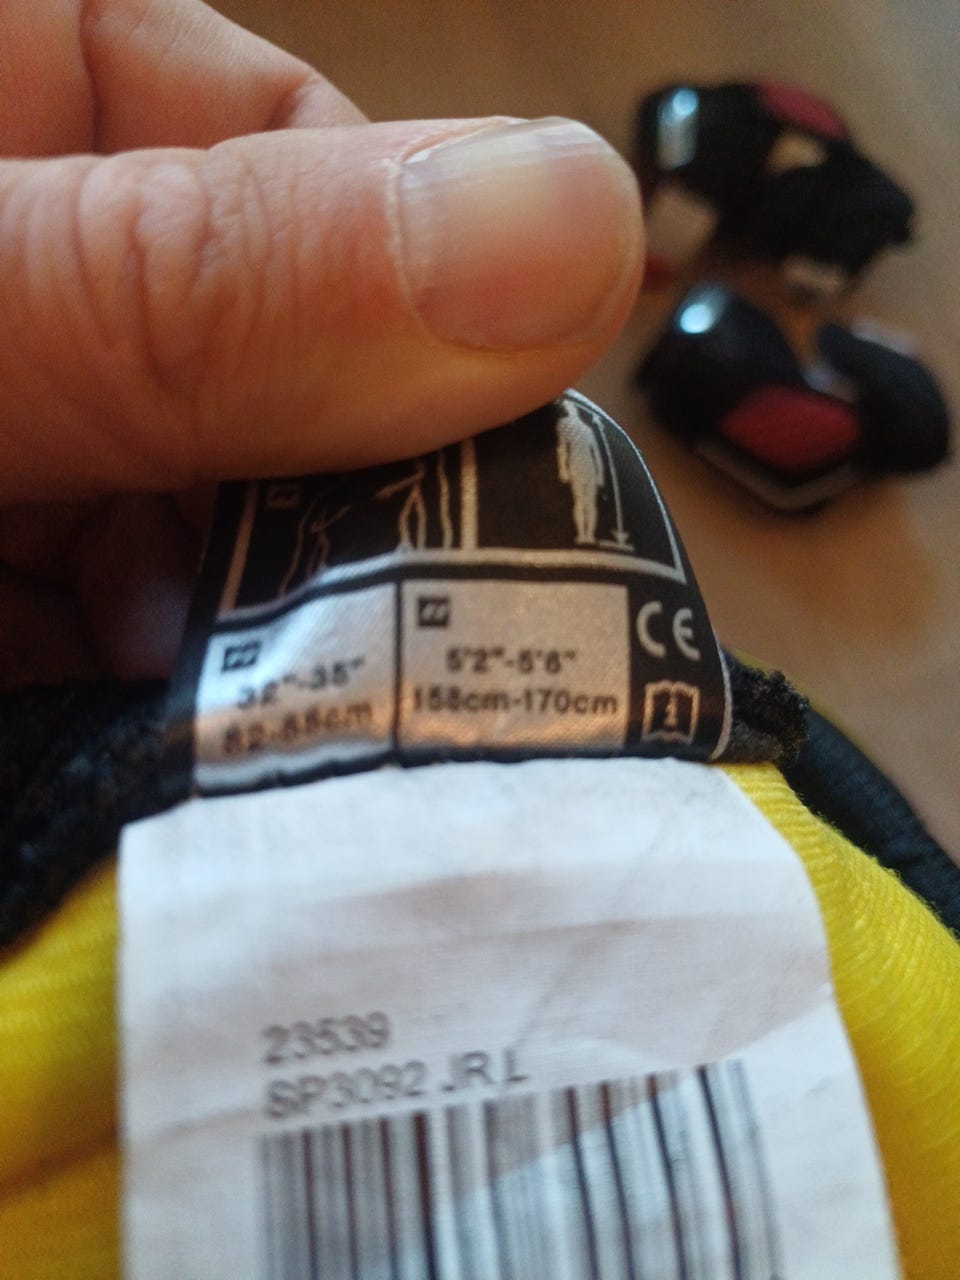 32"-35"
82-88cm
5'2"-5'6"
158cm-170cm
CE
23539
SP3092 JR L